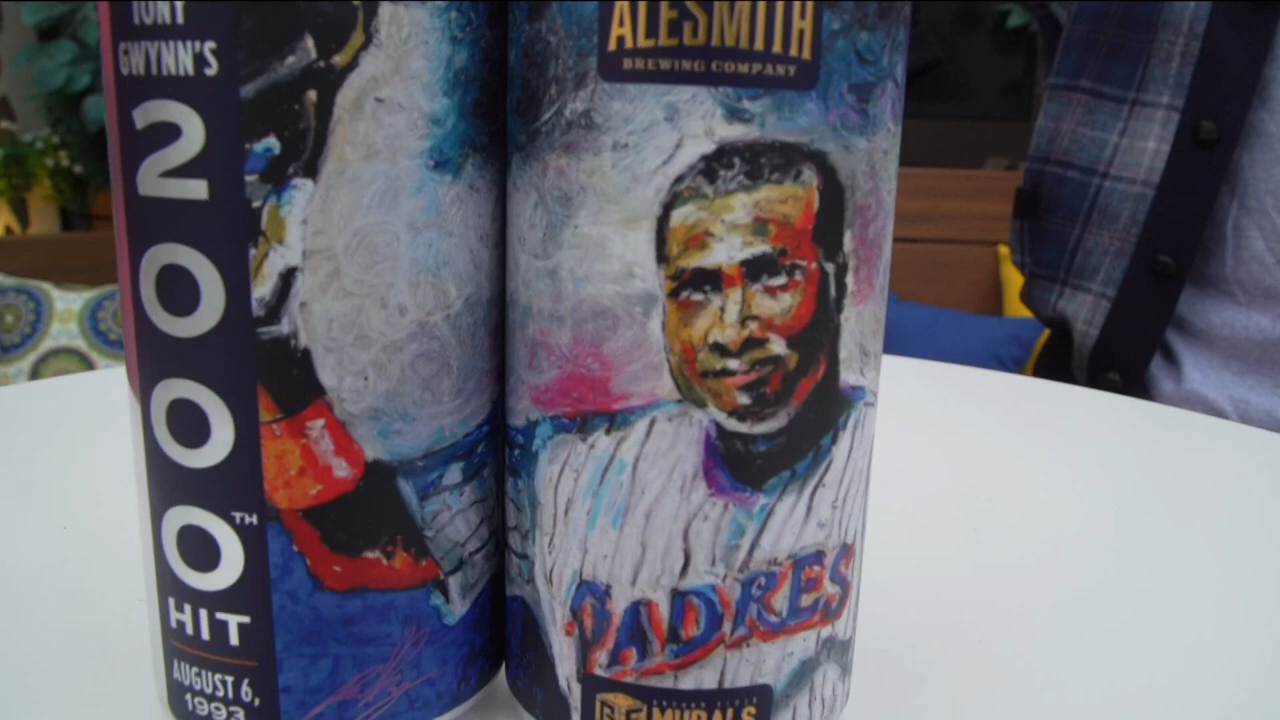 TONY
GWYNN'S
2000TH
HIT
AUGUST 6,
1993
ALESMITH
BREWING COMPANY
PADRES
MURALS